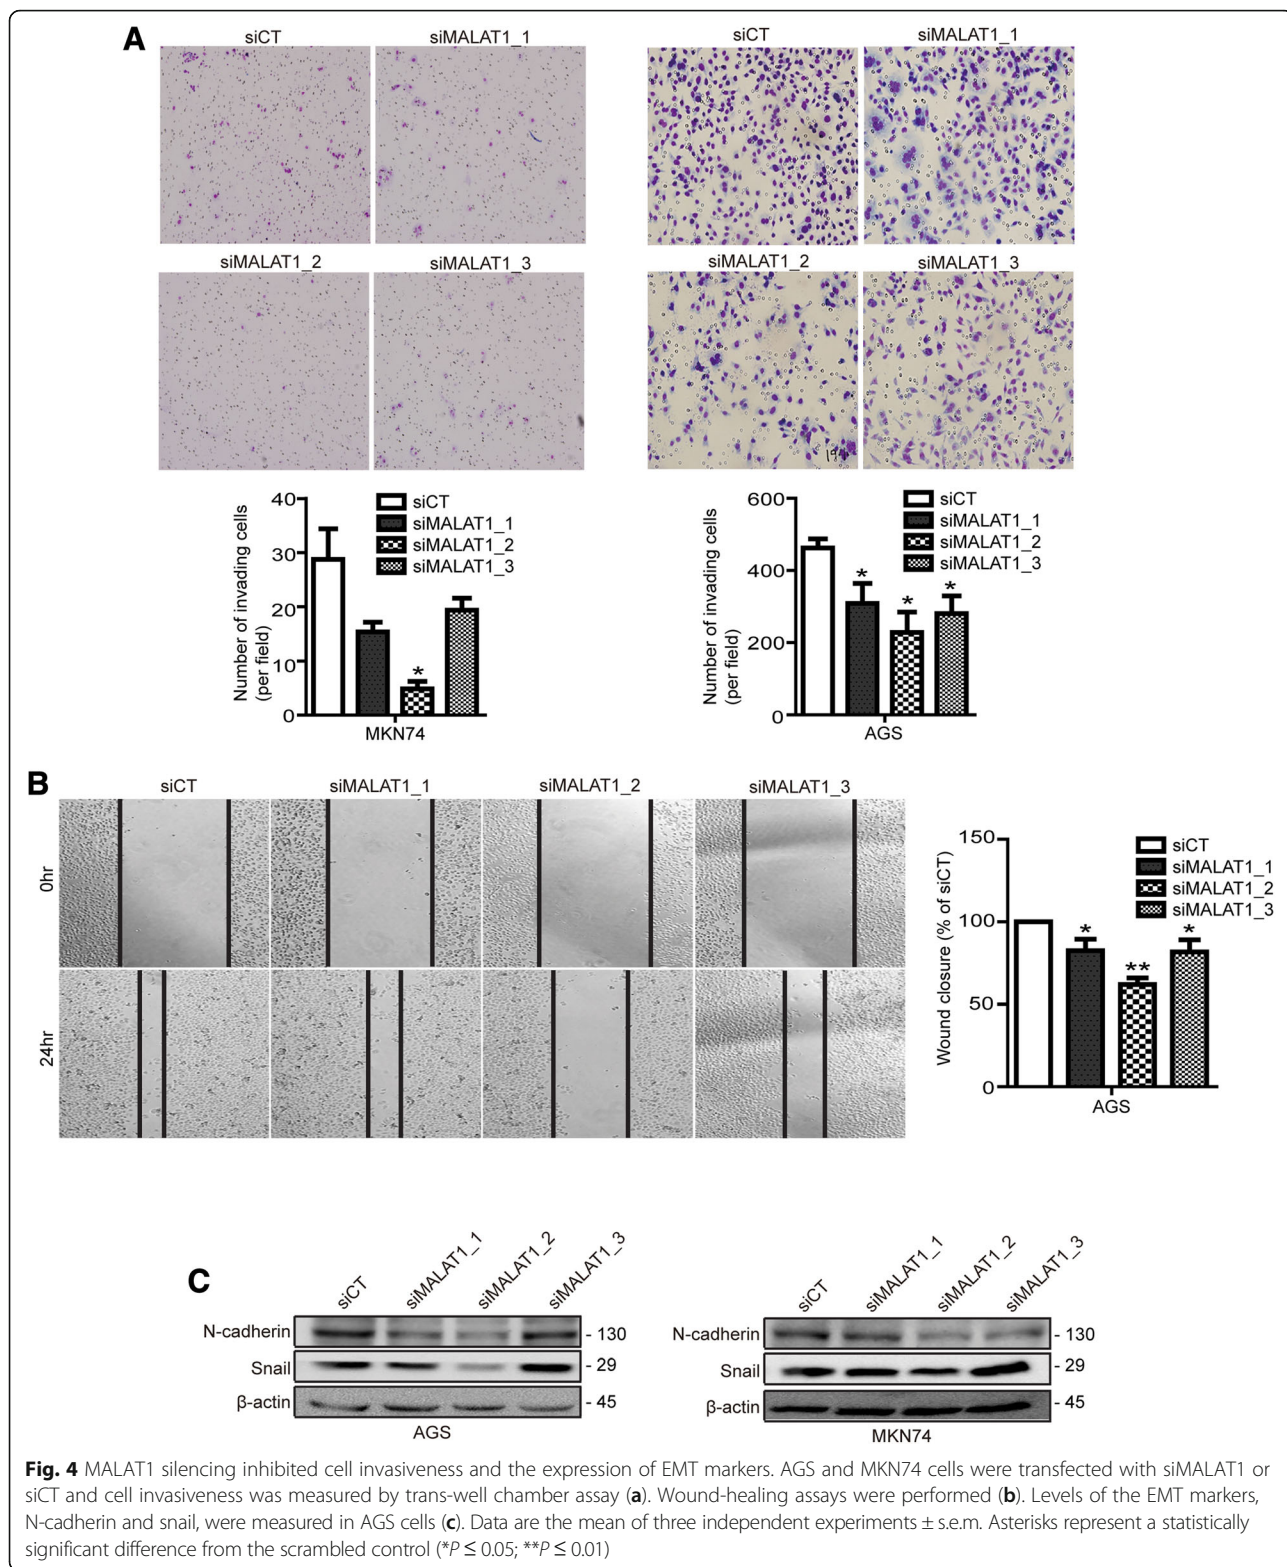 A
siCT
siMALAT1_1
siCT
siMALAT1_1
siMALAT1_2
siMALAT1_3
siMALAT1_2
siMALAT1_3
40
30
20
10
0
Number of invading cells
(per field)
siCT
siMALAT1_1
siMALAT1_2
siMALAT1_3
*
MKN74
600
400
200
0
Number of invading cells
(per field)
siCT
siMALAT1_1
siMALAT1_2
siMALAT1_3
*
*
*
AGS
B
siCT
siMALAT1_1
siMALAT1_2
siMALAT1_3
0hr
24hr
150
100
50
0
Wound closure (% of siCT)
siCT
siMALAT1_1
siMALAT1_2
siMALAT1_3
*
**
*
AGS
C
siCT
siMALAT1_1
siMALAT1_2
siMALAT1_3
N-cadherin
- 130
Snail
- 29
β-actin
- 45
AGS
siCT
siMALAT1_1
siMALAT1_2
siMALAT1_3
N-cadherin
- 130
Snail
- 29
β-actin
- 45
MKN74
Fig. 4 MALAT1 silencing inhibited cell invasiveness and the expression of EMT markers. AGS and MKN74 cells were transfected with siMALAT1 or
siCT and cell invasiveness was measured by trans-well chamber assay (a). Wound-healing assays were performed (b). Levels of the EMT markers,
N-cadherin and snail, were measured in AGS cells (c). Data are the mean of three independent experiments ± s.e.m. Asterisks represent a statistically
significant difference from the scrambled control (*P ≤ 0.05; **P ≤ 0.01)